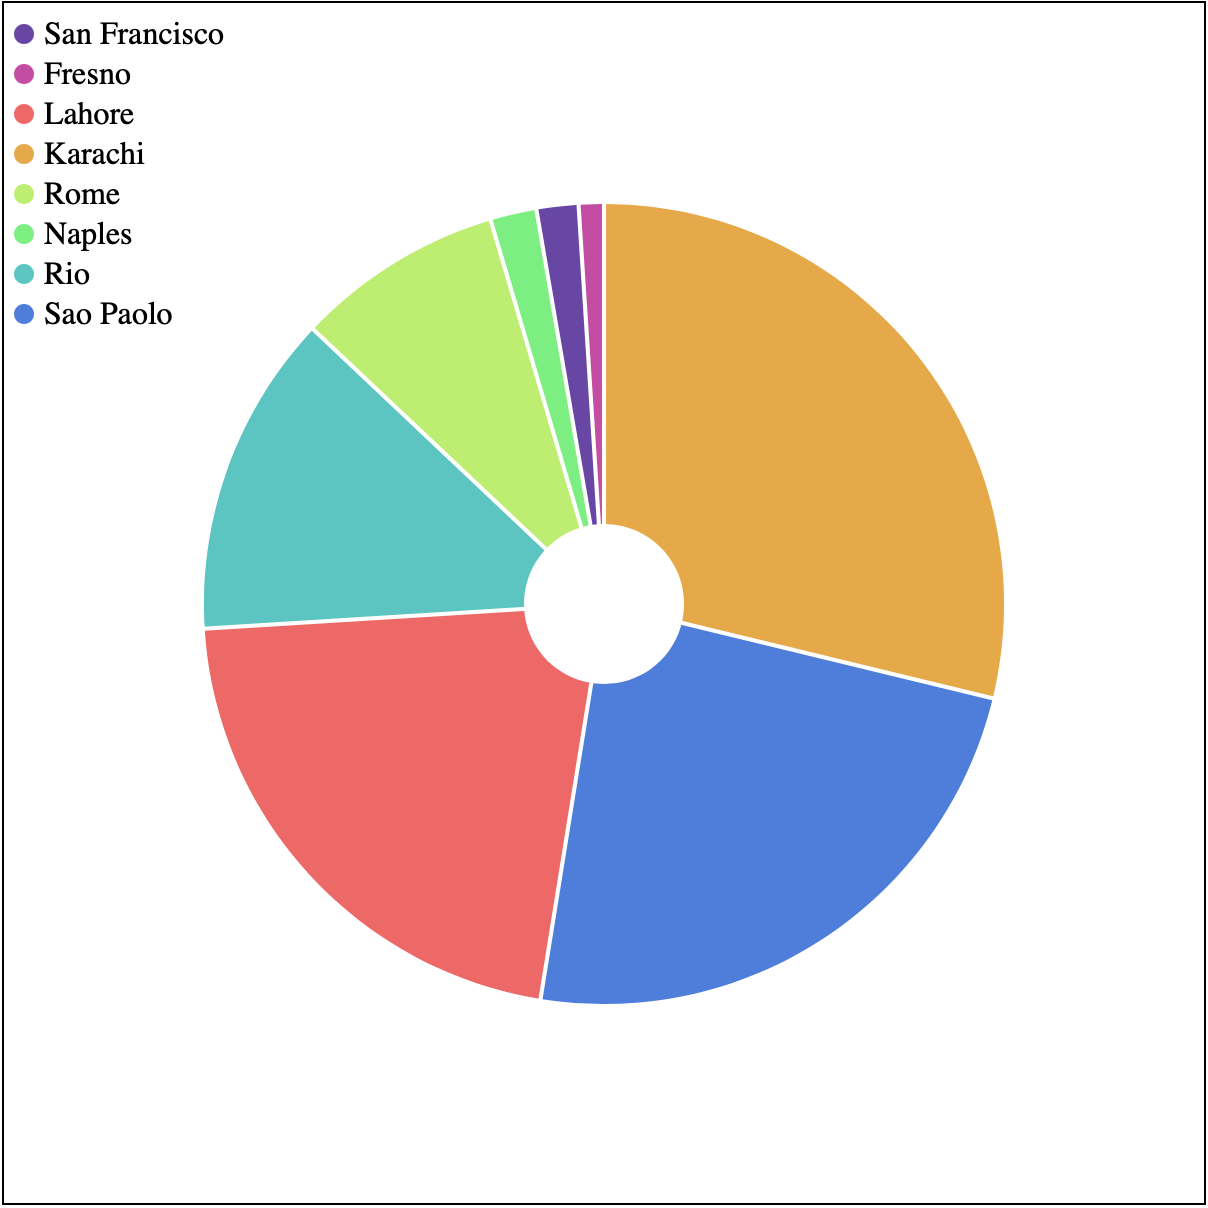 San Francisco
Fresno
Lahore
Karachi
Rome
Naples
Rio
Sao Paolo